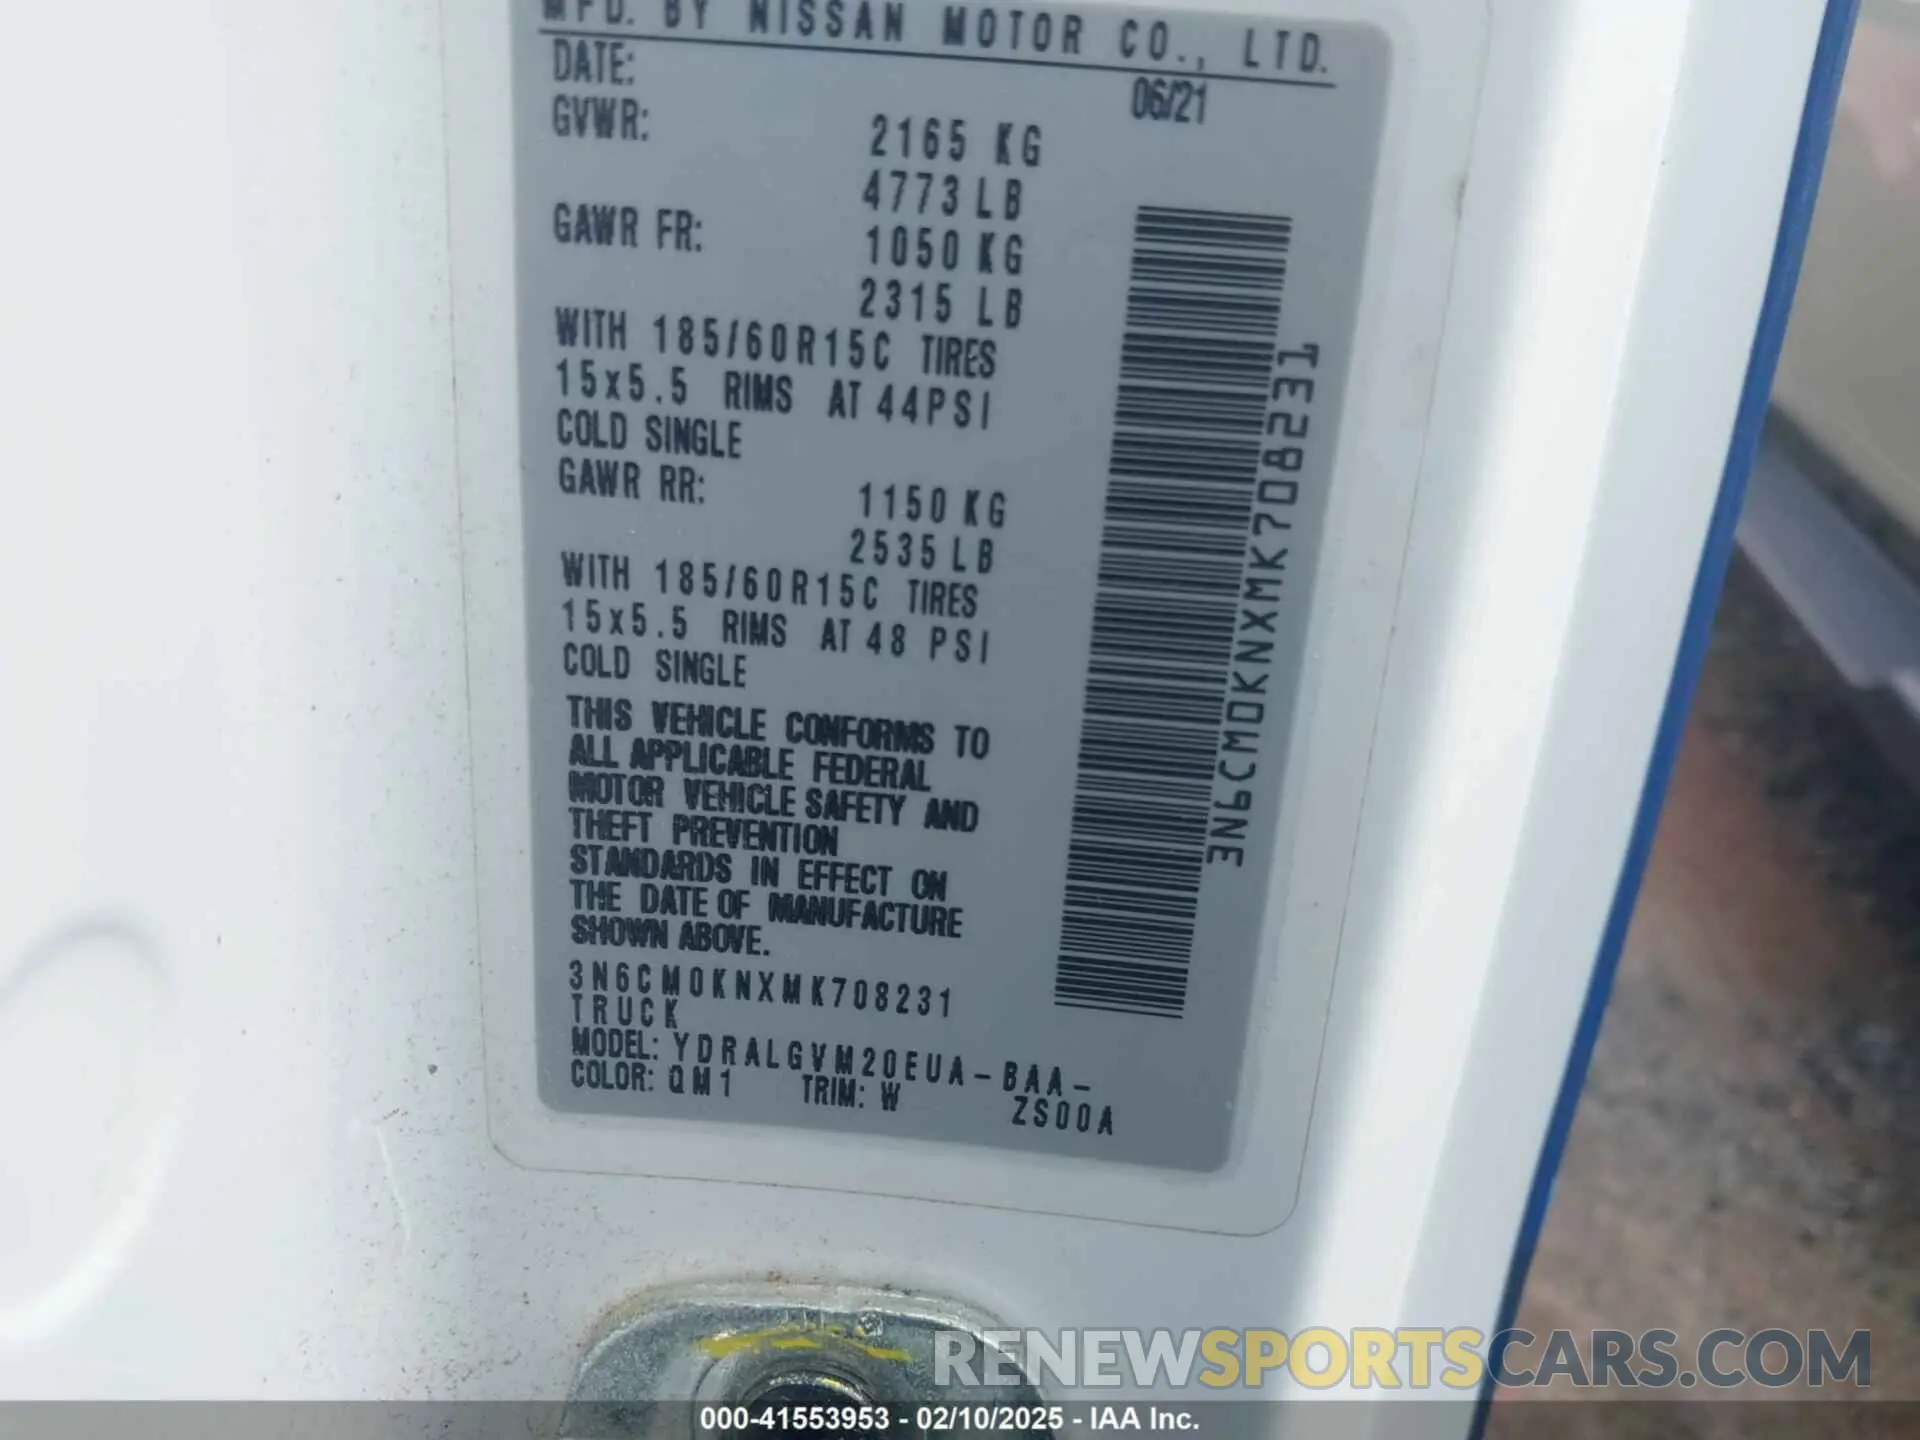 MFD. BY NISSAN MOTOR CO., LTD.
DATE: 06/21
GVWR: 2165 KG
4773 LB
GAWR FR: 1050 KG
2315 LB
WITH 185/60R15C TIRES
15x5.5 RIMS AT 44PSI
COLD SINGLE
GAWR RR: 1150 KG
2535 LB
WITH 185/60R15C TIRES
15x5.5 RIMS AT 48 PSI
COLD SINGLE
THIS VEHICLE CONFORMS TO
ALL APPLICABLE FEDERAL
MOTOR VEHICLE SAFETY AND
THEFT PREVENTION
STANDARDS IN EFFECT ON
THE DATE OF MANUFACTURE
SHOWN ABOVE.
3N6CM0KNXMK708231
TRUCK
MODEL: YDRALGVM20EUA-BAA-
COLOR: QM1 TRIM: W ZS00A
3N6CM0KNXMK708231
RENEWSPORTSCARS.COM
000-41553953 - 02/10/2025 - IAA Inc.